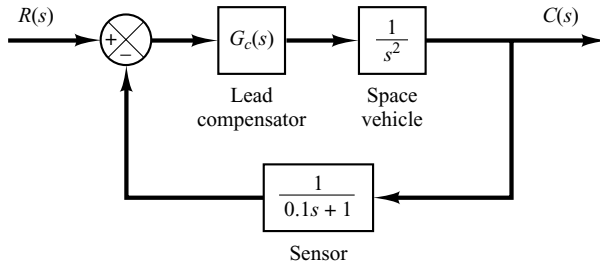 R(s)
C(s)
+
−
G_c(s)
1
s^2
Lead
compensator
Space
vehicle
1
0.1s + 1
Sensor